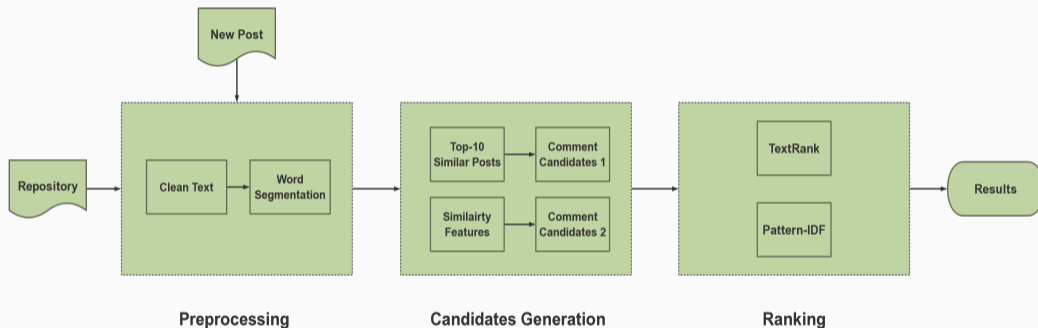 New Post
Repository
Clean Text
Word
Segmentation
Top-10
Similar Posts
Comment
Candidates 1
Similairty
Features
Comment
Candidates 2
TextRank
Pattern-IDF
Results
Preprocessing
Candidates Generation
Ranking